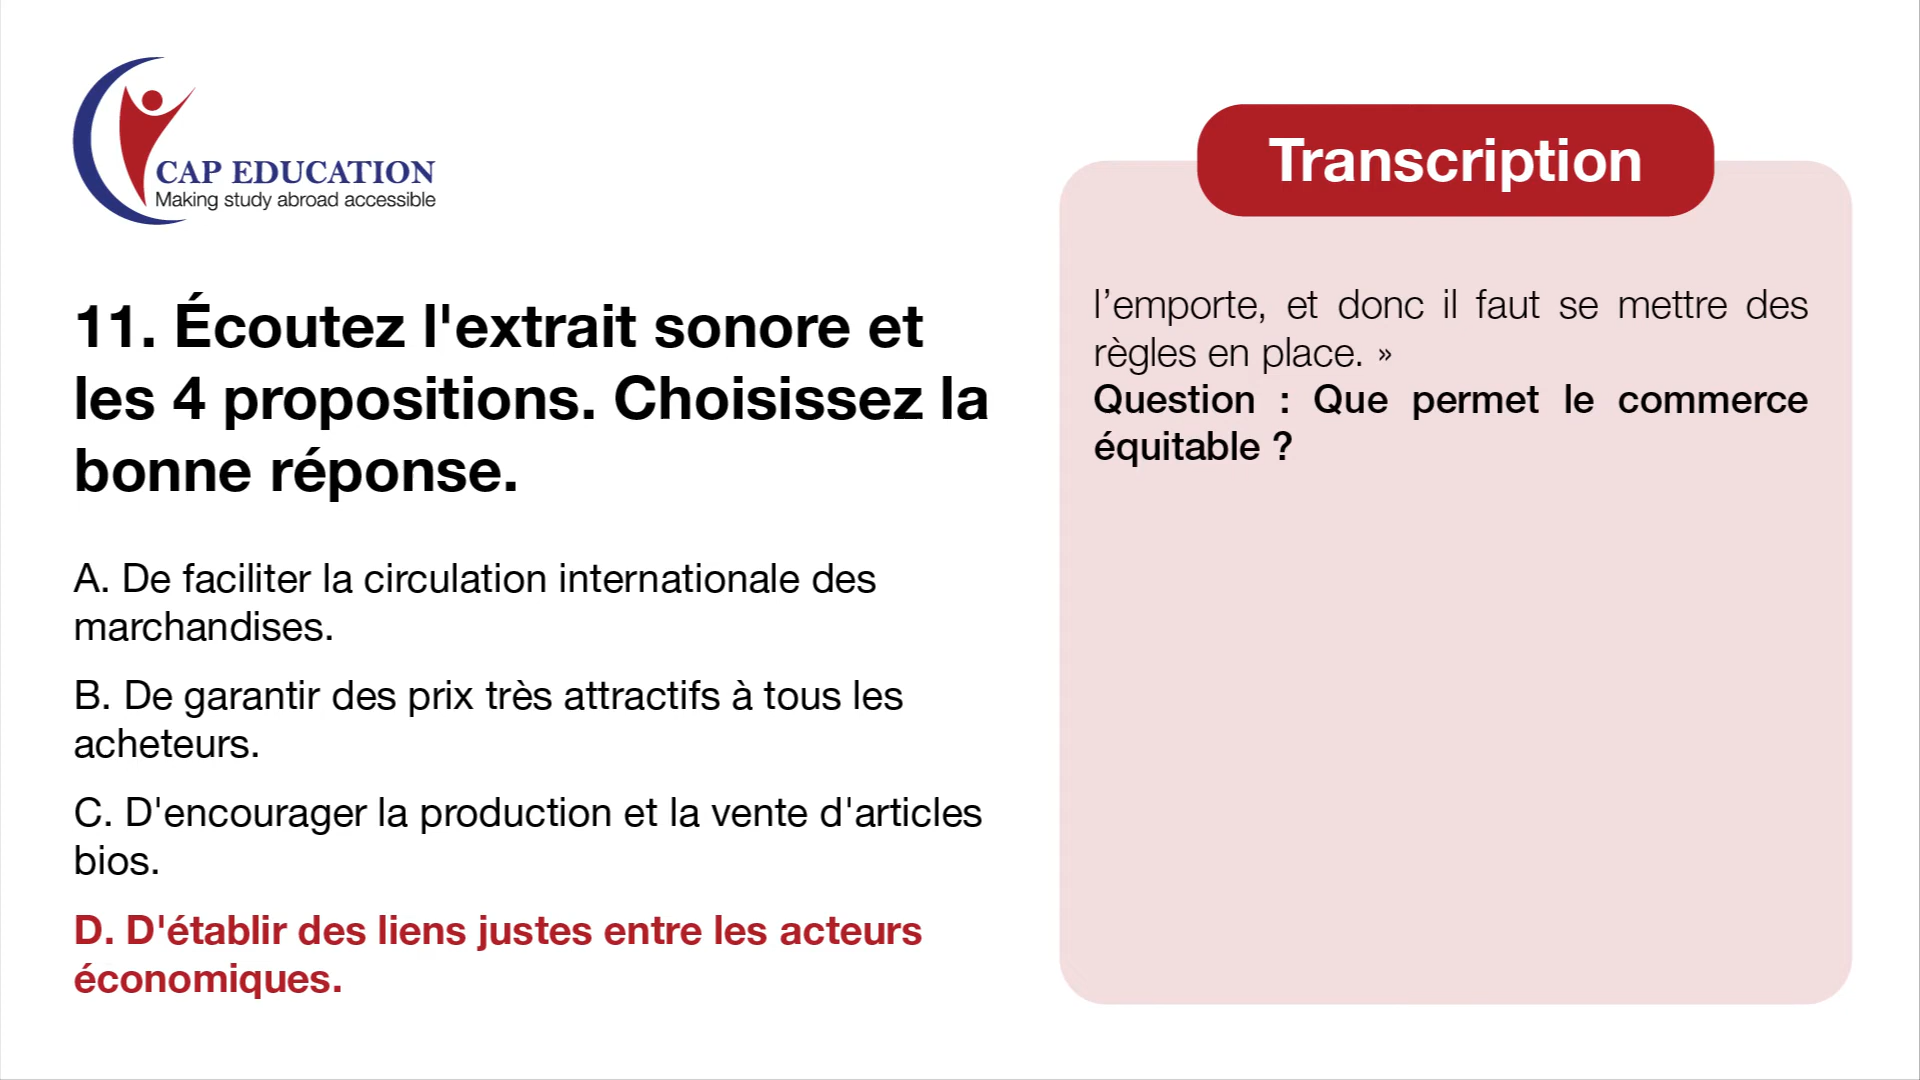 CAP EDUCATION
Making study abroad accessible
11. Écoutez l'extrait sonore et
les 4 propositions. Choisissez la
bonne réponse.
A. De faciliter la circulation internationale des
marchandises.
B. De garantir des prix très attractifs à tous les
acheteurs.
C. D'encourager la production et la vente d'articles
bios.
D. D'établir des liens justes entre les acteurs
économiques.
Transcription
l’emporte, et donc il faut se mettre des
règles en place. »
Question : Que permet le commerce
équitable ?